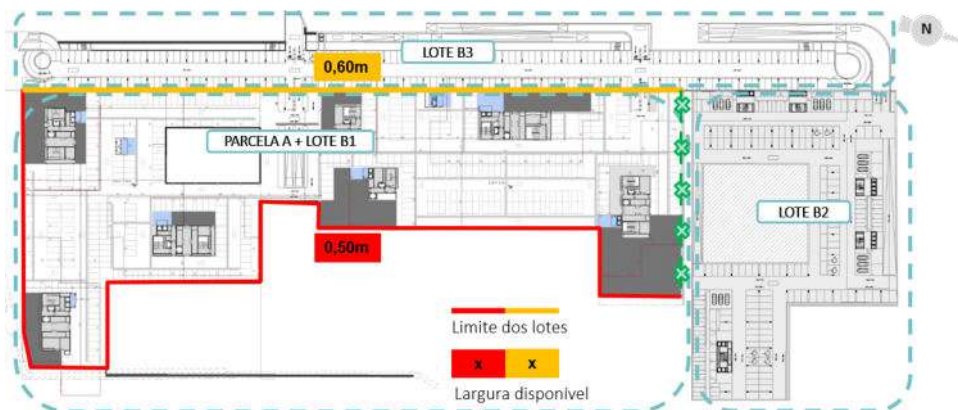 N
LOTE B3
0,60m
PARCELA A + LOTE B1
LOTE B2
0,50m
Limite dos lotes
x x
Largura disponível